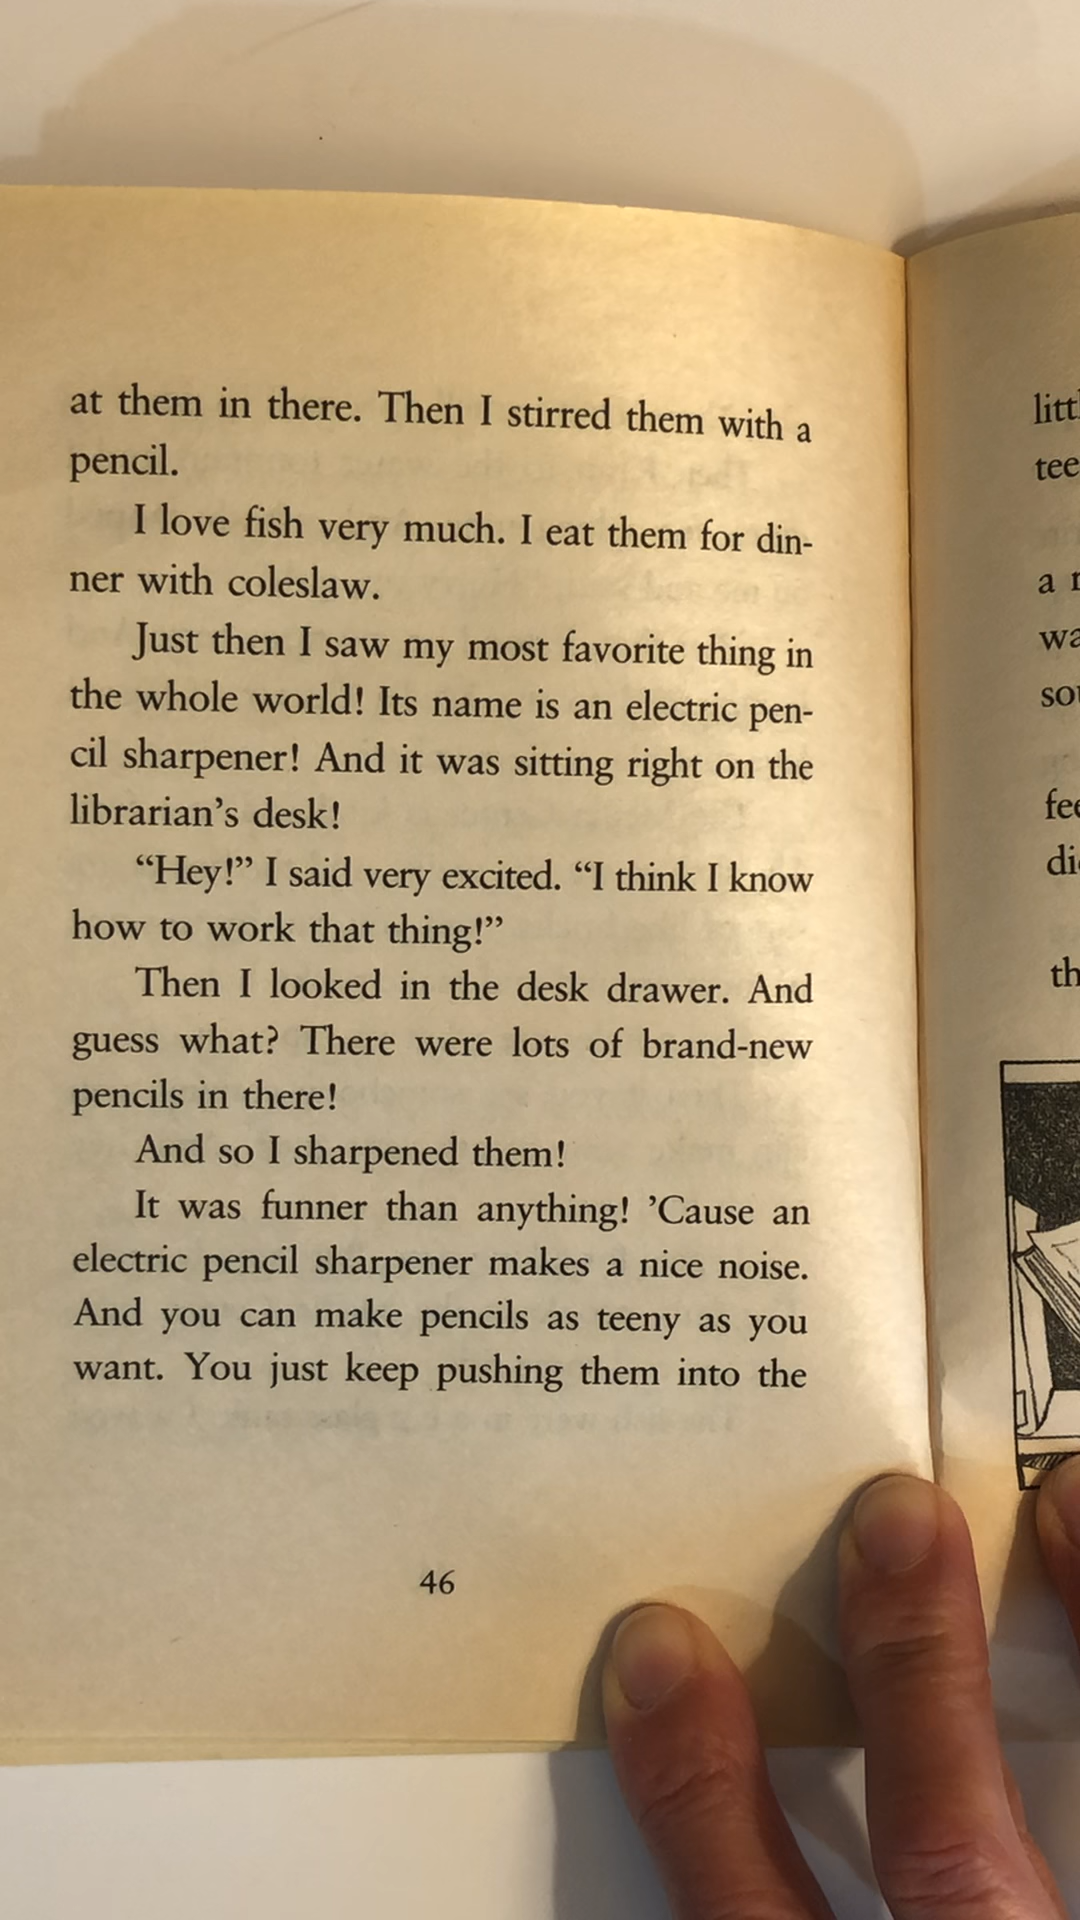 at them in there. Then I stirred them with a
pencil.
I love fish very much. I eat them for din-
ner with coleslaw.
Just then I saw my most favorite thing in
the whole world! Its name is an electric pen-
cil sharpener! And it was sitting right on the
librarian’s desk!
“Hey!” I said very excited. “I think I know
how to work that thing!”
Then I looked in the desk drawer. And
guess what? There were lots of brand-new
pencils in there!
And so I sharpened them!
It was funner than anything! ’Cause an
electric pencil sharpener makes a nice noise.
And you can make pencils as teeny as you
want. You just keep pushing them into the
46
a